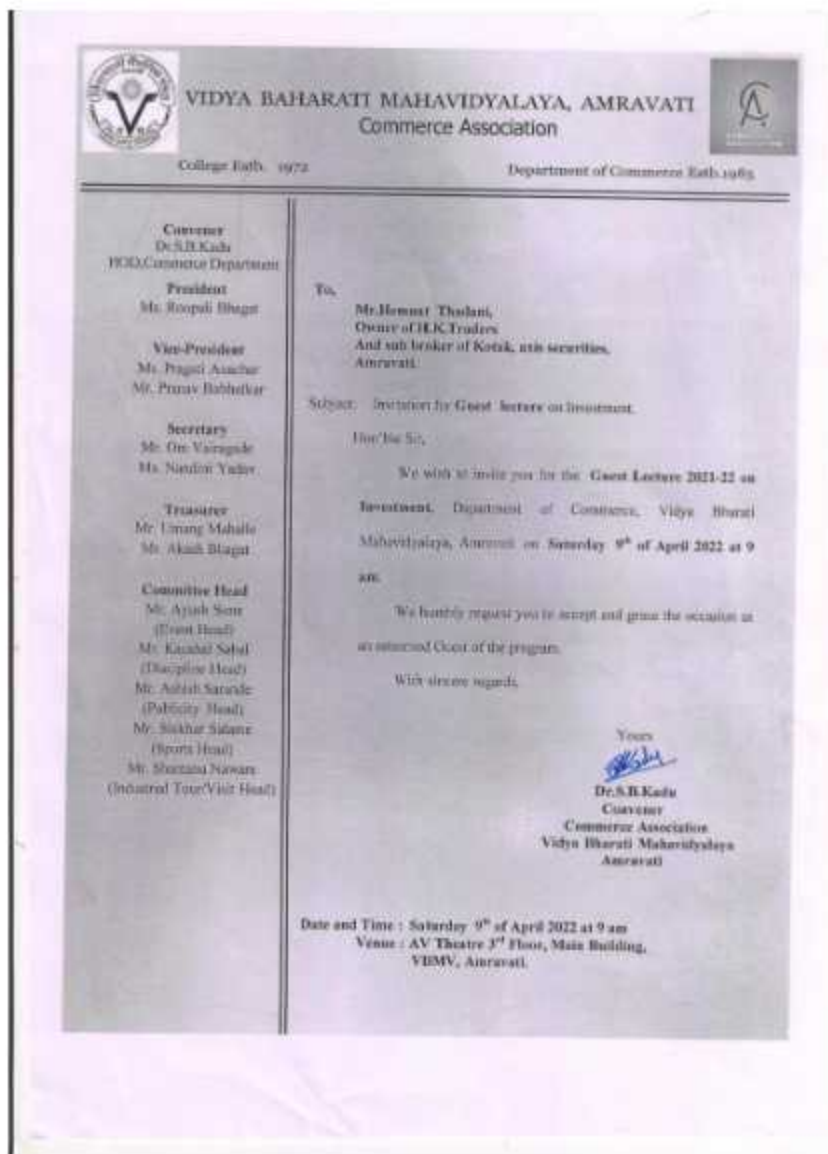 VIDYA BAHARATI MAHAVIDYALAYA, AMRAVATI
Commerce Association
College Estb. 1972
Department of Commerce Estb.1965
Convener
Dr.S.B.Kadu
HOD,Commerce Department
President
Ms. Roopali Bhagat
Vice-President
Ms. Pragati
Mr. Pranav Babhulkar
Secretary
Mr. Om Vairagade
Ms. Nandini Yadav
Treasurer
Mr. Umang Mahalle
Mr. Akash Bhagat
Committee Head
Mr. Ayush
(Event Head)
Mr. Kaushal
(Discipline Head)
Mr. Ashish Sarande
(Publicity Head)
Mr. Shikhar Salame
(Sports Head)
Mr. Shantanu Naware
(Industrial Tour/Visit Head)
To,
Mr.Hemant Thadani,
Owner of H.K.Traders
And sub broker of Kotak, axis securities,
Amravati.
Subject: Invitation for Guest lecture on Investment.
Hon'ble Sir,
We wish to invite you for the Guest Lecture 2021-22 on
Investment, Department of Commerce, Vidya Bharati
Mahavidyalaya, Amravati on Saturday 9th of April 2022 at 9
am.
We humbly request you to accept and grace the occasion as
an esteemed Guest of the program.
With sincere regards,
Yours
Dr.S.B.Kadu
Convener
Commerce Association
Vidya Bharati Mahavidyalaya
Amravati
Date and Time : Saturday 9th of April 2022 at 9 am
Venue : AV Theatre 3rd Floor, Main Building,
VBMV, Amravati.